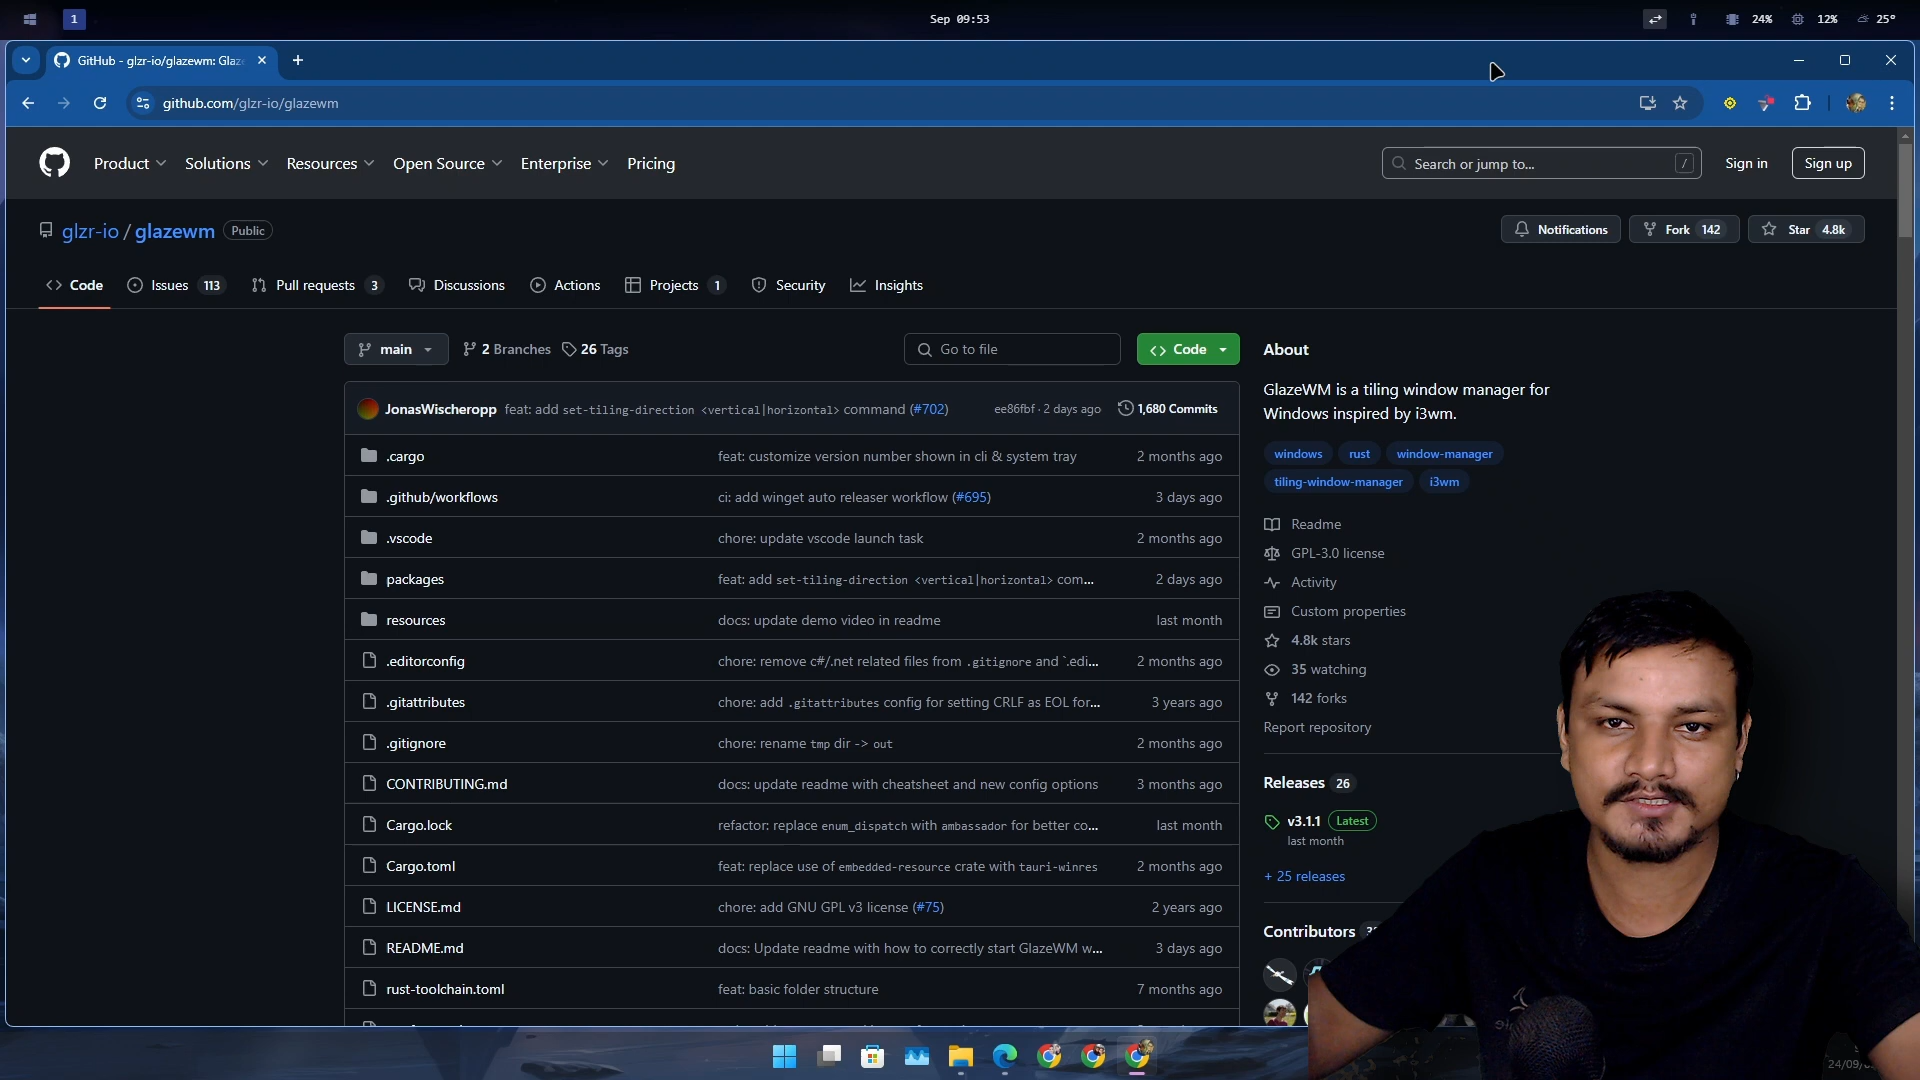 1
Sep 09:53
24%
12%
25°
GitHub - glzr-io/glazewm: Glaz
github.com/glzr-io/glazewm
Product
Solutions
Resources
Open Source
Enterprise
Pricing
Search or jump to...
/
Sign in
Sign up
glzr-io / glazewm
Public
Notifications
Fork 142
Star 4.8k
Code
Issues 113
Pull requests 3
Discussions
Actions
Projects 1
Security
Insights
main
2 Branches
26 Tags
Go to file
Code
JonasWischeropp feat: add set-tiling-direction <vertical|horizontal> command (#702)
ee86fbf · 2 days ago
1,680 Commits
.cargo
feat: customize version number shown in cli & system tray
2 months ago
.github/workflows
ci: add winget auto releaser workflow (#695)
3 days ago
.vscode
chore: update vscode launch task
2 months ago
packages
feat: add set-tiling-direction <vertical|horizontal> com...
2 days ago
resources
docs: update demo video in readme
last month
.editorconfig
chore: remove c#/.net related files from .gitignore and `.edi...
2 months ago
.gitattributes
chore: add .gitattributes config for setting CRLF as EOL for...
3 years ago
.gitignore
chore: rename tmp dir -> out
2 months ago
CONTRIBUTING.md
docs: update readme with cheatsheet and new config options
3 months ago
Cargo.lock
refactor: replace enum_dispatch with ambassador for better co...
last month
Cargo.toml
feat: replace use of embedded-resource crate with tauri-winres
2 months ago
LICENSE.md
chore: add GNU GPL v3 license (#75)
2 years ago
README.md
docs: Update readme with how to correctly start GlazeWM w...
3 days ago
rust-toolchain.toml
feat: basic folder structure
7 months ago
About
GlazeWM is a tiling window manager for
Windows inspired by i3wm.
windows
rust
window-manager
tiling-window-manager
i3wm
Readme
GPL-3.0 license
Activity
Custom properties
4.8k stars
35 watching
142 forks
Report repository
Releases 26
v3.1.1 Latest
last month
+ 25 releases
Contributors
24/09/